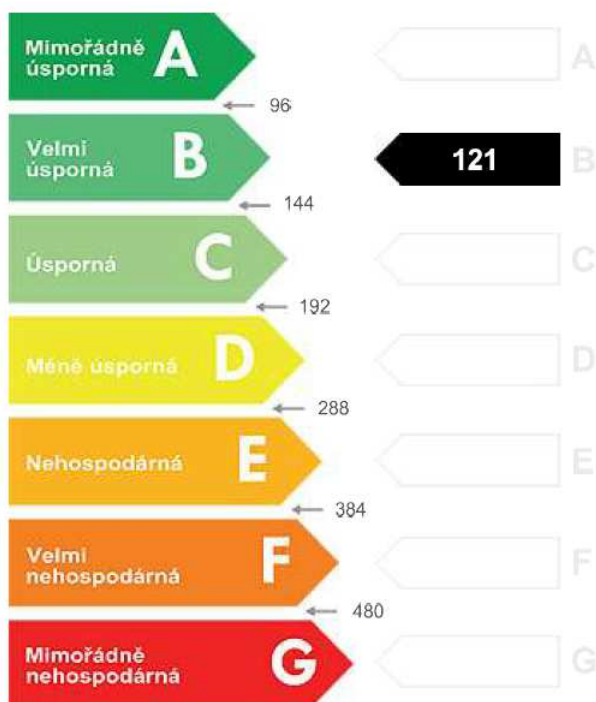 Mimořádně
úsporná
A
A
96
Velmi
úsporná
B
121
B
144
Úsporná
C
C
192
Méně úsporná
D
D
288
Nehospodárná
E
E
384
Velmi
nehospodárná
F
F
480
Mimořádně
nehospodárná
G
G